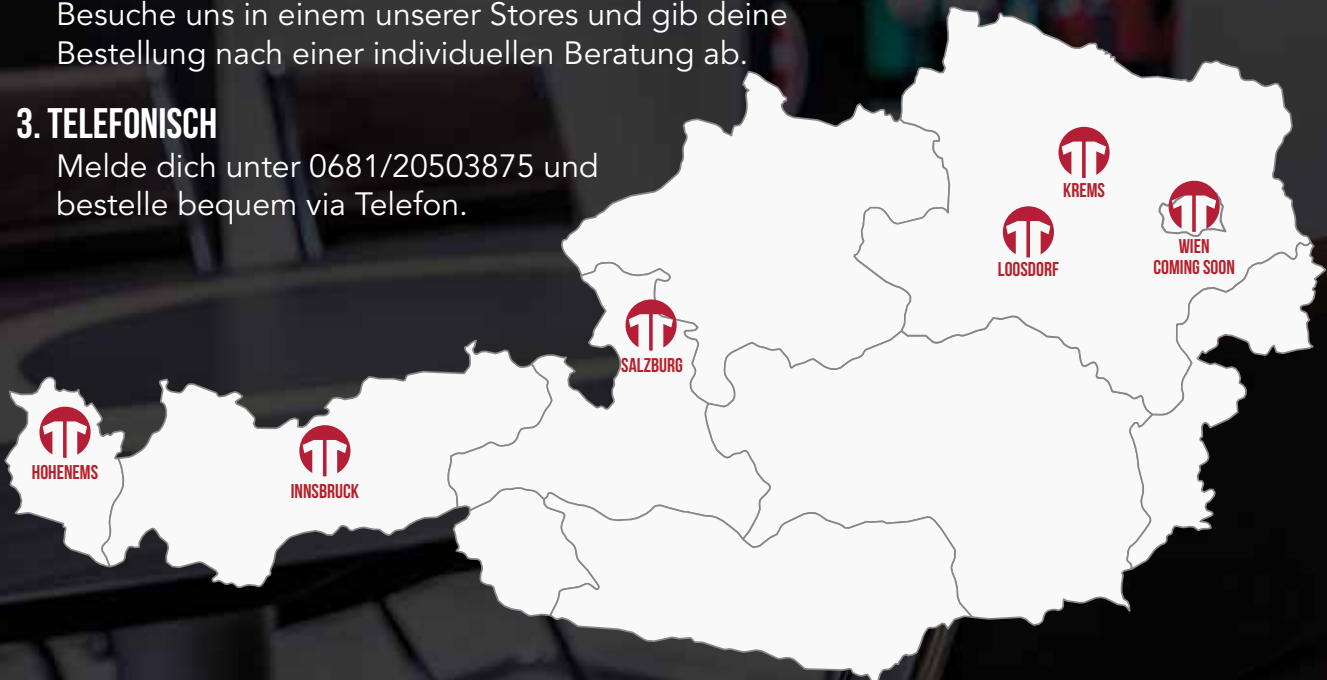 Besuche uns in einem unserer Stores und gib deine
Bestellung nach einer individuellen Beratung ab.
3. TELEFONISCH
Melde dich unter 0681/20503875 und
bestelle bequem via Telefon.
KREMS
LOOSDORF
WIEN
COMING SOON
SALZBURG
HOHENEMS
INNSBRUCK